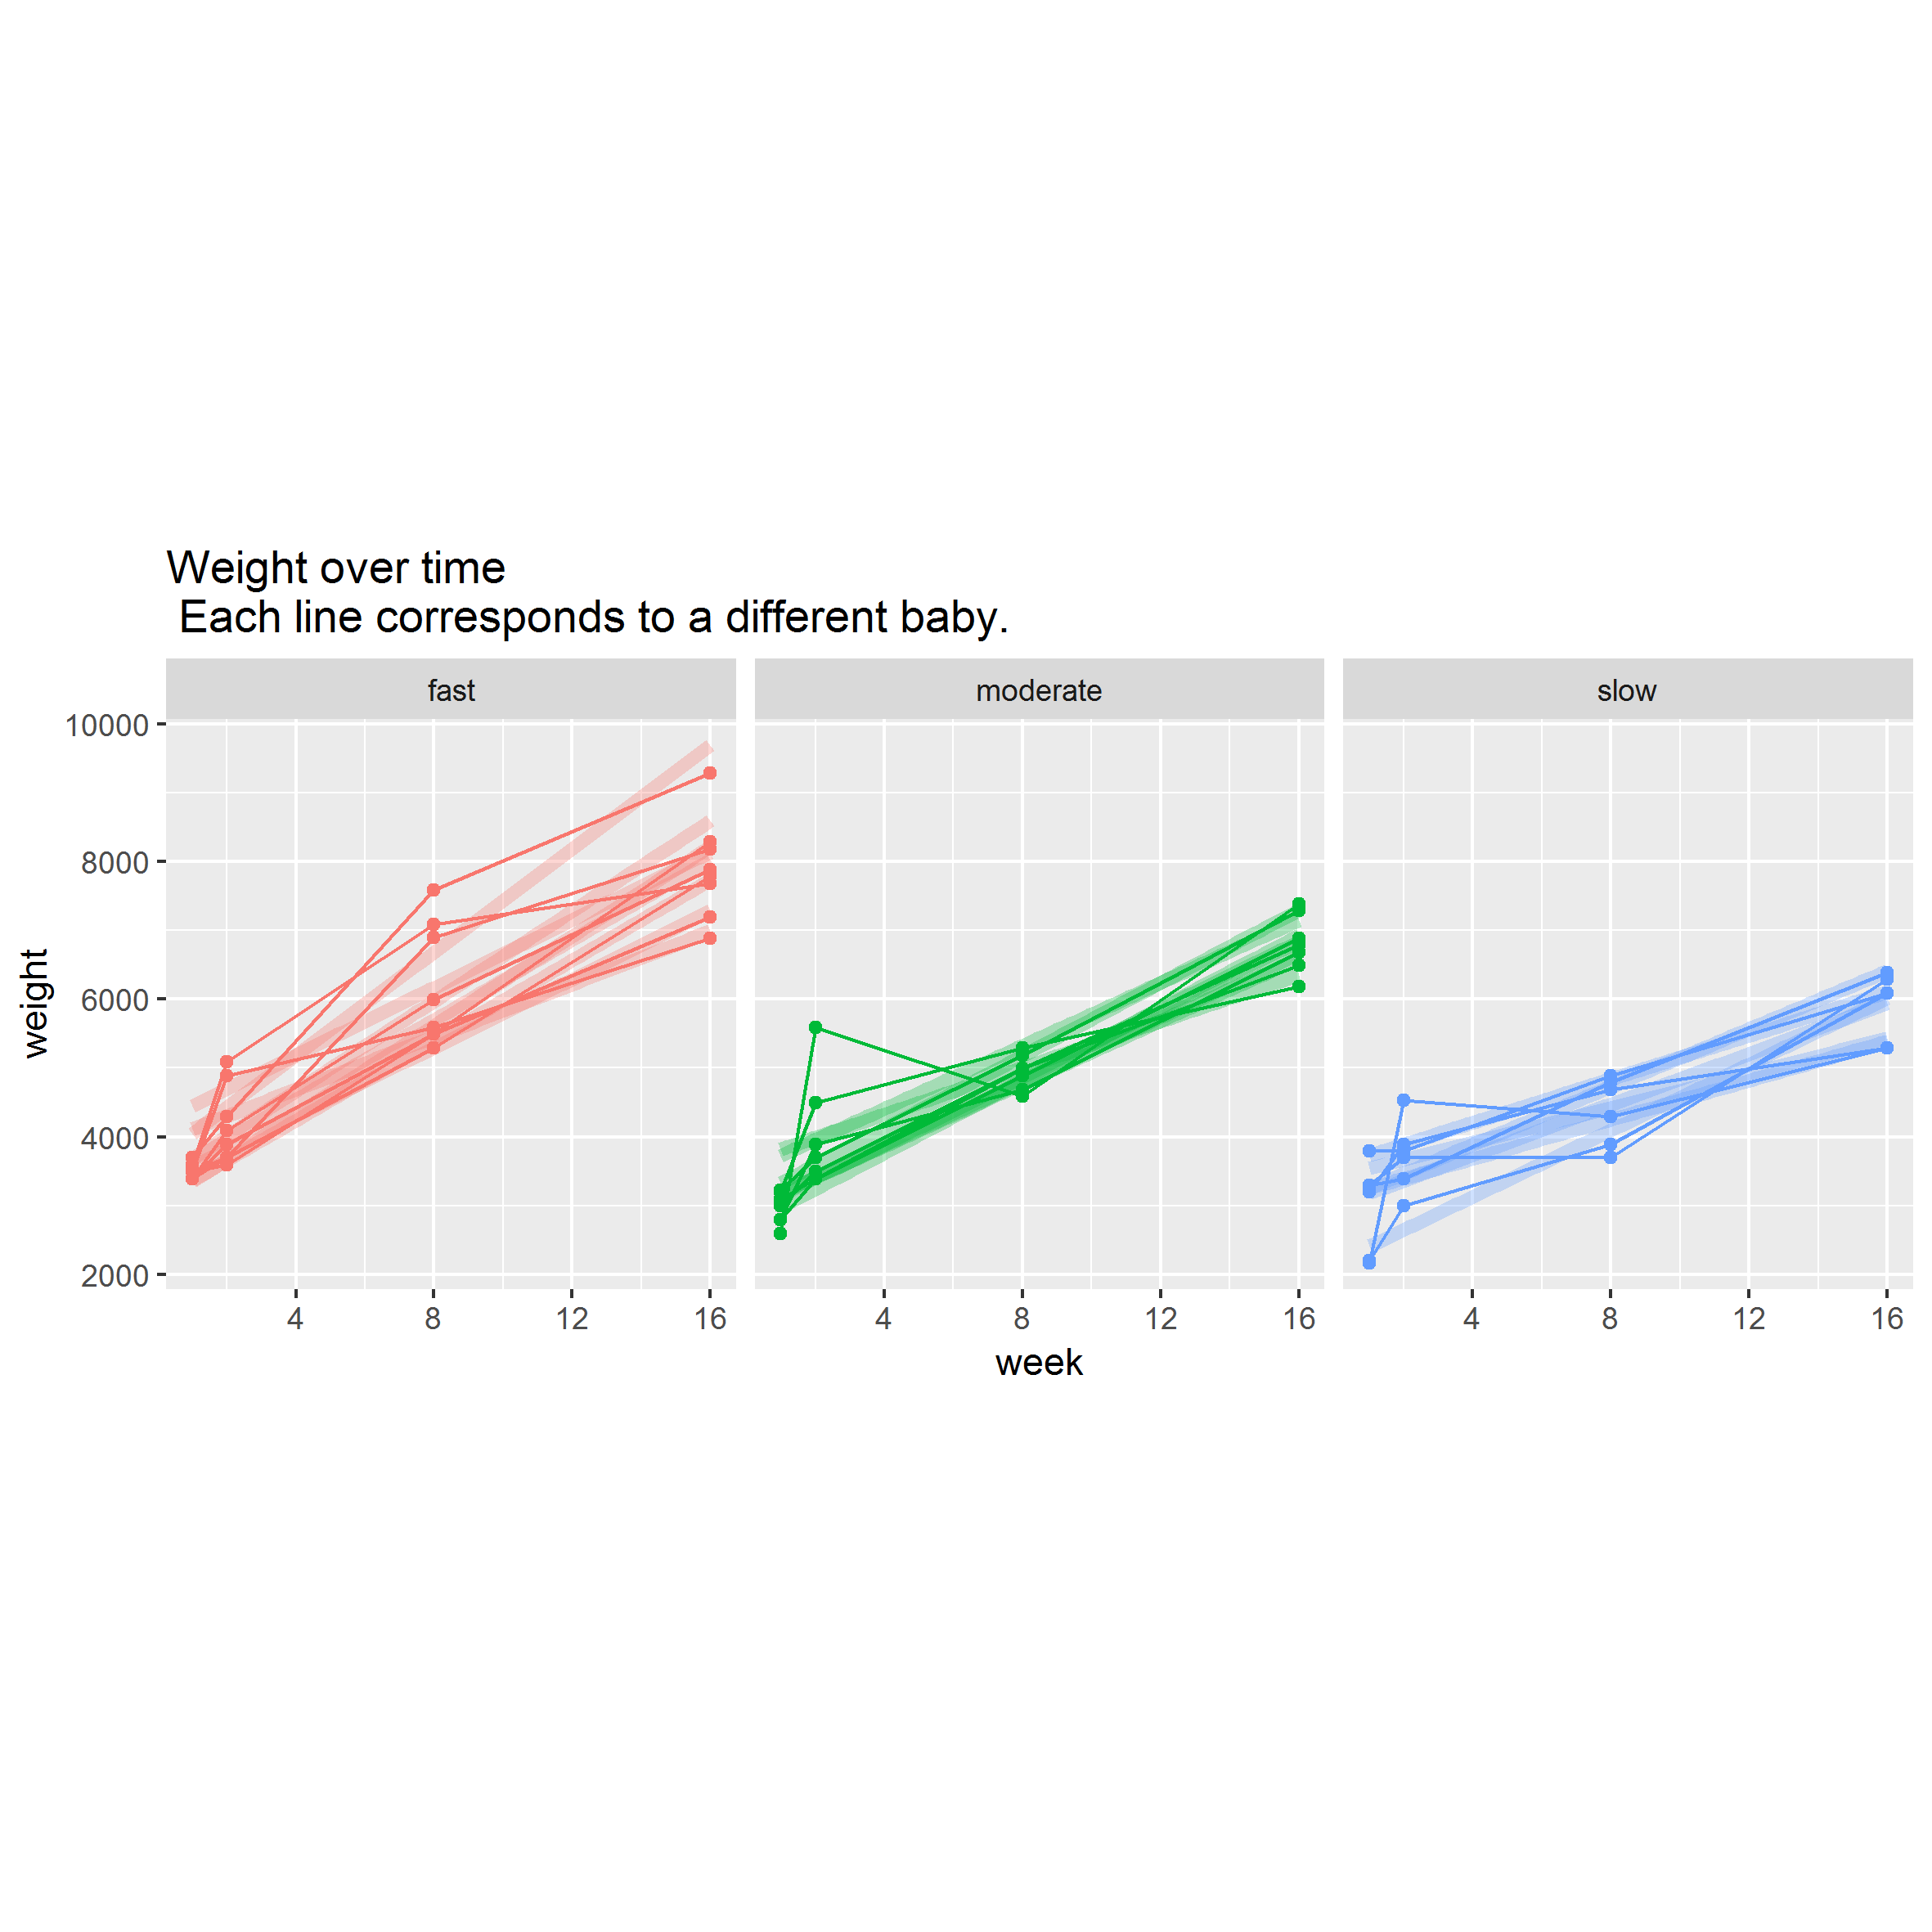 Weight over time
Each line corresponds to a different baby.
fast
moderate
slow
weight
10000
8000
6000
4000
2000
4 8 12 16
4 8 12 16
4 8 12 16
week